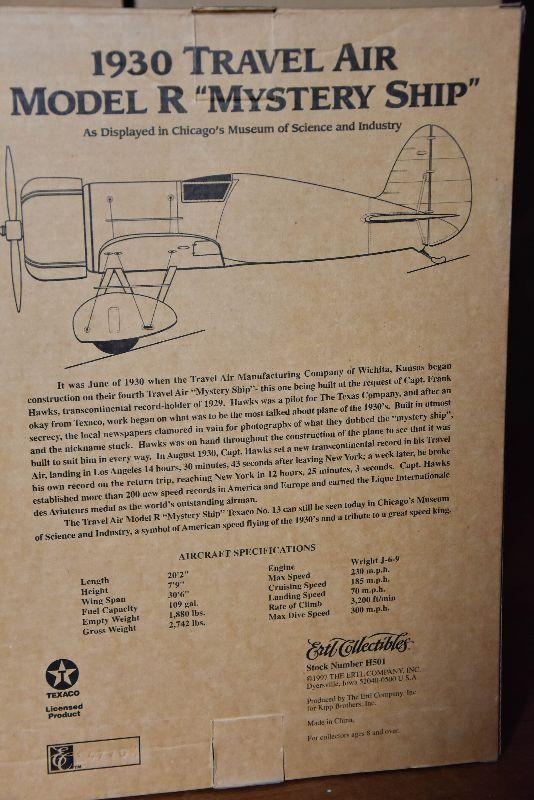 1930 TRAVEL AIR
MODEL R "MYSTERY SHIP"
As Displayed in Chicago's Museum of Science and Industry
It was June of 1930 when the Travel Air Manufacturing Company of Wichita, Kansas began
construction on their fourth Travel Air "Mystery Ship"- this one being built at the request of Capt. Frank
Hawks, transcontinental record-holder of 1929. Hawks was a pilot for The Texas Company, and after an
okay from Texaco, work began on what was to be the most talked about plane of the 1930's. Built in utmost
secrecy, the local newspapers clamored in vain for photographs of what they dubbed the "mystery ship",
and the nickname stuck. Hawks was on hand throughout the construction of the plane to see that it was
built to suit him in every way. In August 1930, Capt. Hawks set a new transcontinental record in his Travel
Air, landing in Los Angeles 14 hours, 30 minutes, 43 seconds after leaving New York; a week later, he broke
his own record on the return trip, reaching New York in 12 hours, 25 minutes, 3 seconds. Capt. Hawks
established more than 200 new speed records in America and Europe and earned the Lique Internationale
des Aviateurs medal as the world's outstanding airman.
The Travel Air Model R "Mystery Ship" Texaco No. 13 can still be seen today in Chicago's Museum
of Science and Industry, a symbol of American speed flying of the 1930's and a tribute to a great speed king.
AIRCRAFT SPECIFICATIONS
Length 20'2"
Height 7'9"
Wing Span 30'6"
Fuel Capacity 109 gal.
Empty Weight 1,880 lbs.
Gross Weight 2,742 lbs.
Engine Wright J-6-9
Max Speed 230 m.p.h.
Cruising Speed 185 m.p.h.
Landing Speed 70 m.p.h.
Rate of Climb 3,200 ft/min
Max Dive Speed 300 m.p.h.
Ertl Collectibles
Stock Number H501
©1997 THE ERTL COMPANY, INC.
Dyersville, Iowa 52040-0500 U.S.A.
Produced by The Ertl Company, Inc
for Kipp Brothers, Inc.
Made in China.
For collectors ages 8 and over.
T
TEXACO
Licensed
Product